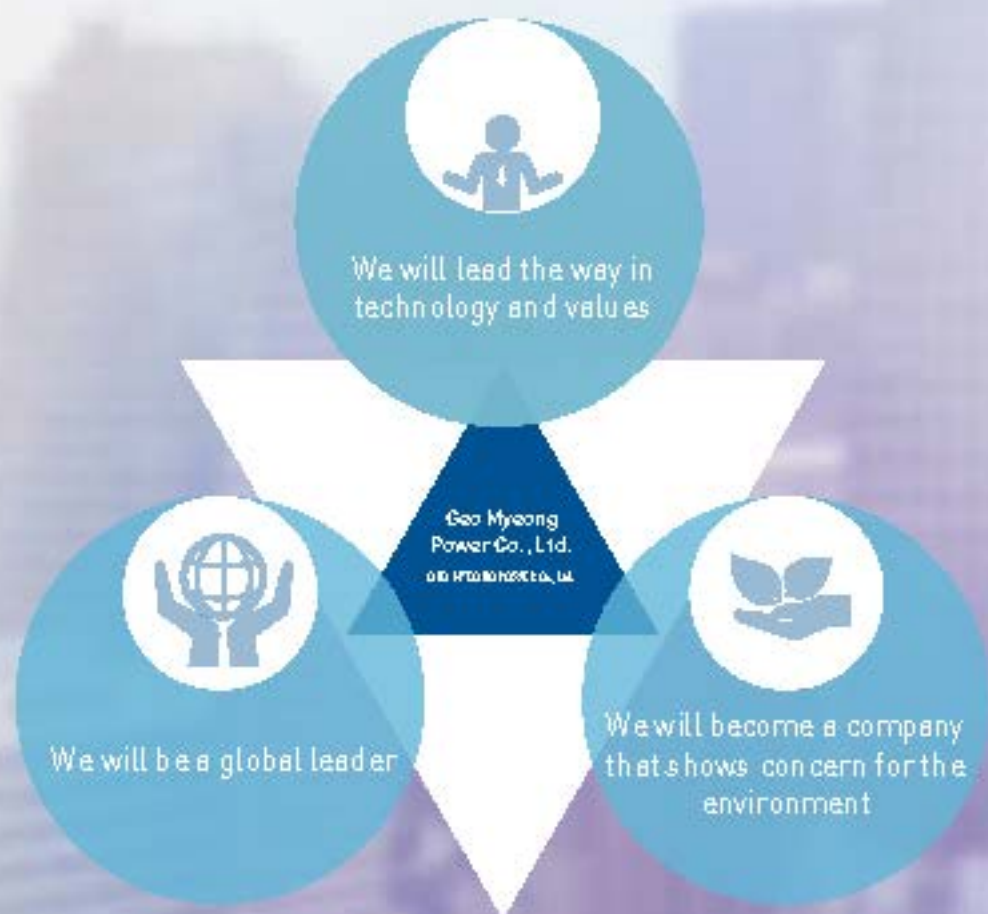 We will lead the way in
technology and values
Geo Myeong
Power Co., Ltd.
We will be a global leader
We will become a company
that shows concern for the
environment